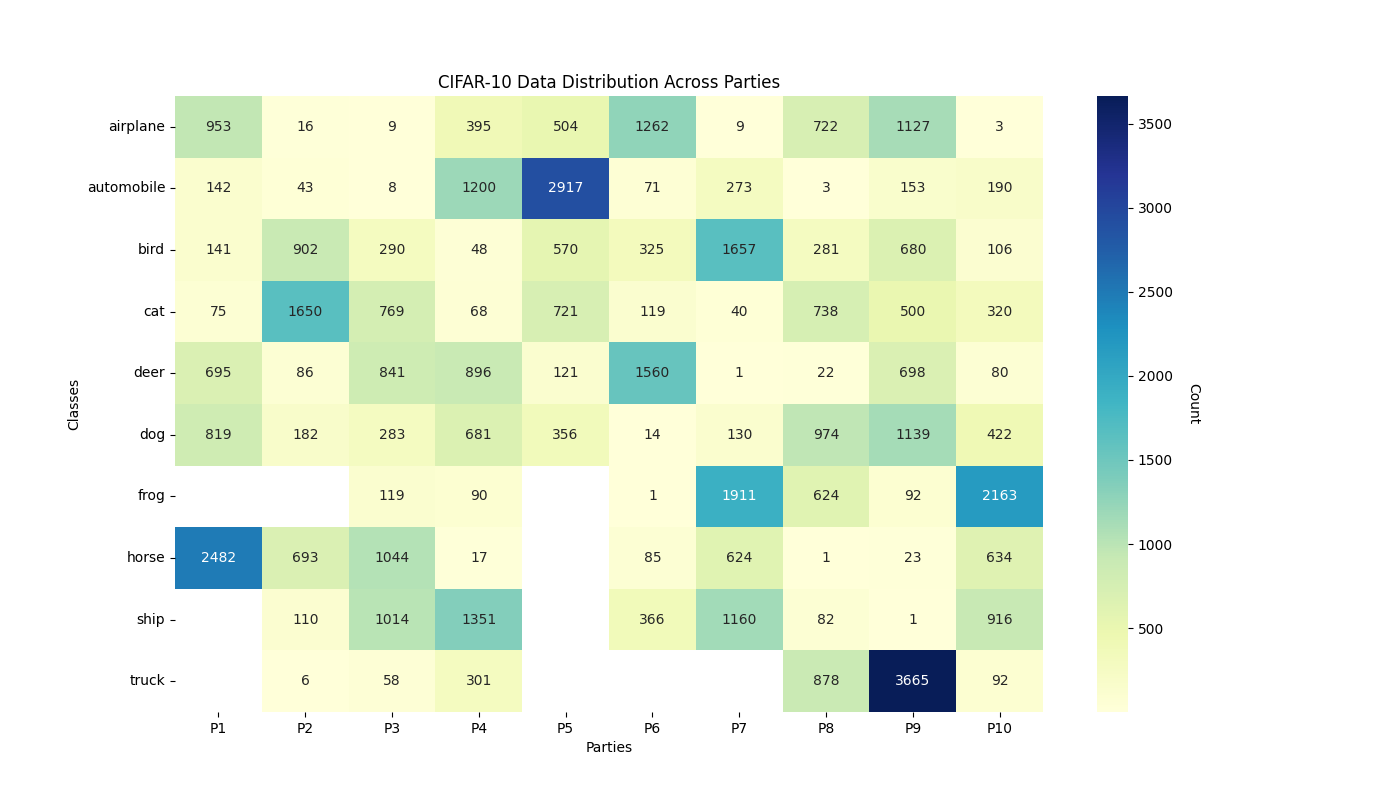 CIFAR-10 Data Distribution Across Parties
airplane 953 16 9 395 504 1262 9 722 1127 3
automobile 142 43 8 1200 2917 71 273 3 153 190
bird 141 902 290 48 570 325 1657 281 680 106
cat 75 1650 769 68 721 119 40 738 500 320
deer 695 86 841 896 121 1560 1 22 698 80
dog 819 182 283 681 356 14 130 974 1139 422
frog 119 90 1 1911 624 92 2163
horse 2482 693 1044 17 85 624 1 23 634
ship 110 1014 1351 366 1160 82 1 916
truck 6 58 301 878 3665 92
P1 P2 P3 P4 P5 P6 P7 P8 P9 P10
Parties
Classes
3500
3000
2500
2000
1500
1000
500
Count